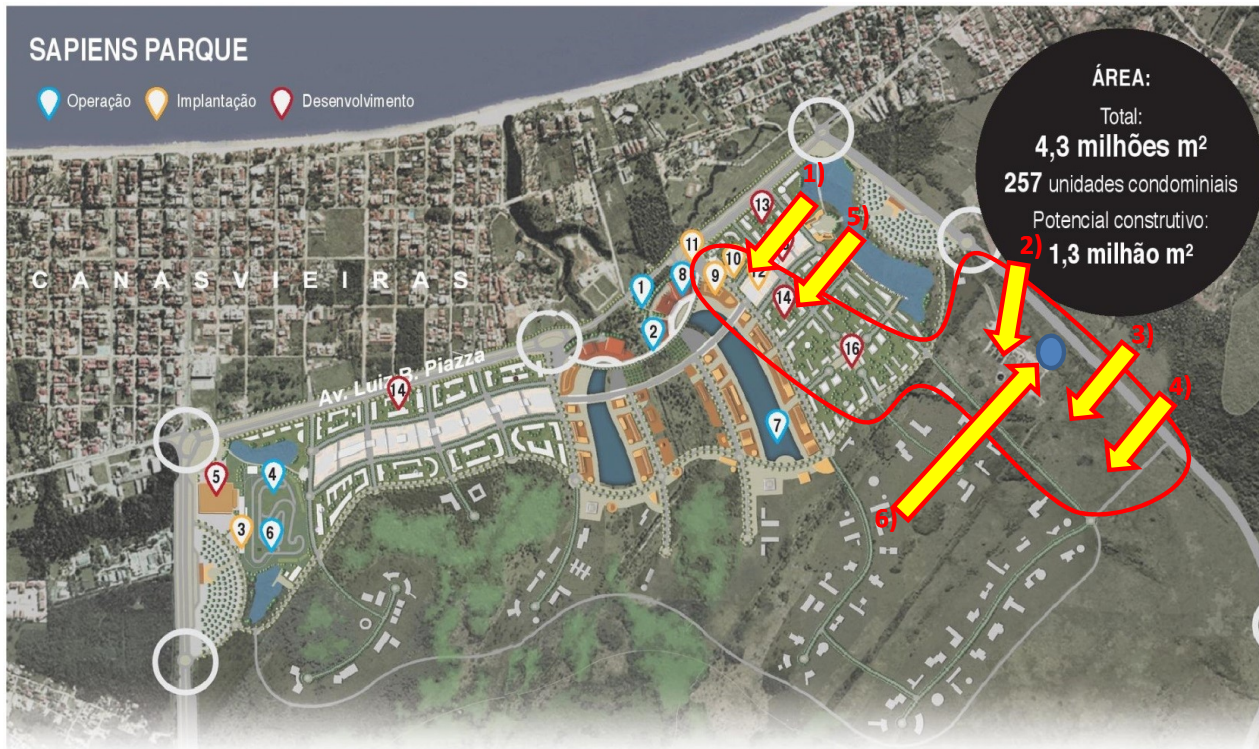 SAPIENS PARQUE
Operação
Implantação
Desenvolvimento
ÁREA:
Total:
4,3 milhões m²
257 unidades condominiais
Potencial construtivo:
1,3 milhão m²
1)
13
5)
11
10
2)
CANASVIEIRAS
1
8
9
12
14
2
3)
16
Av. Luiz B. Piazza
14
4)
7
5
4
3
6
6)